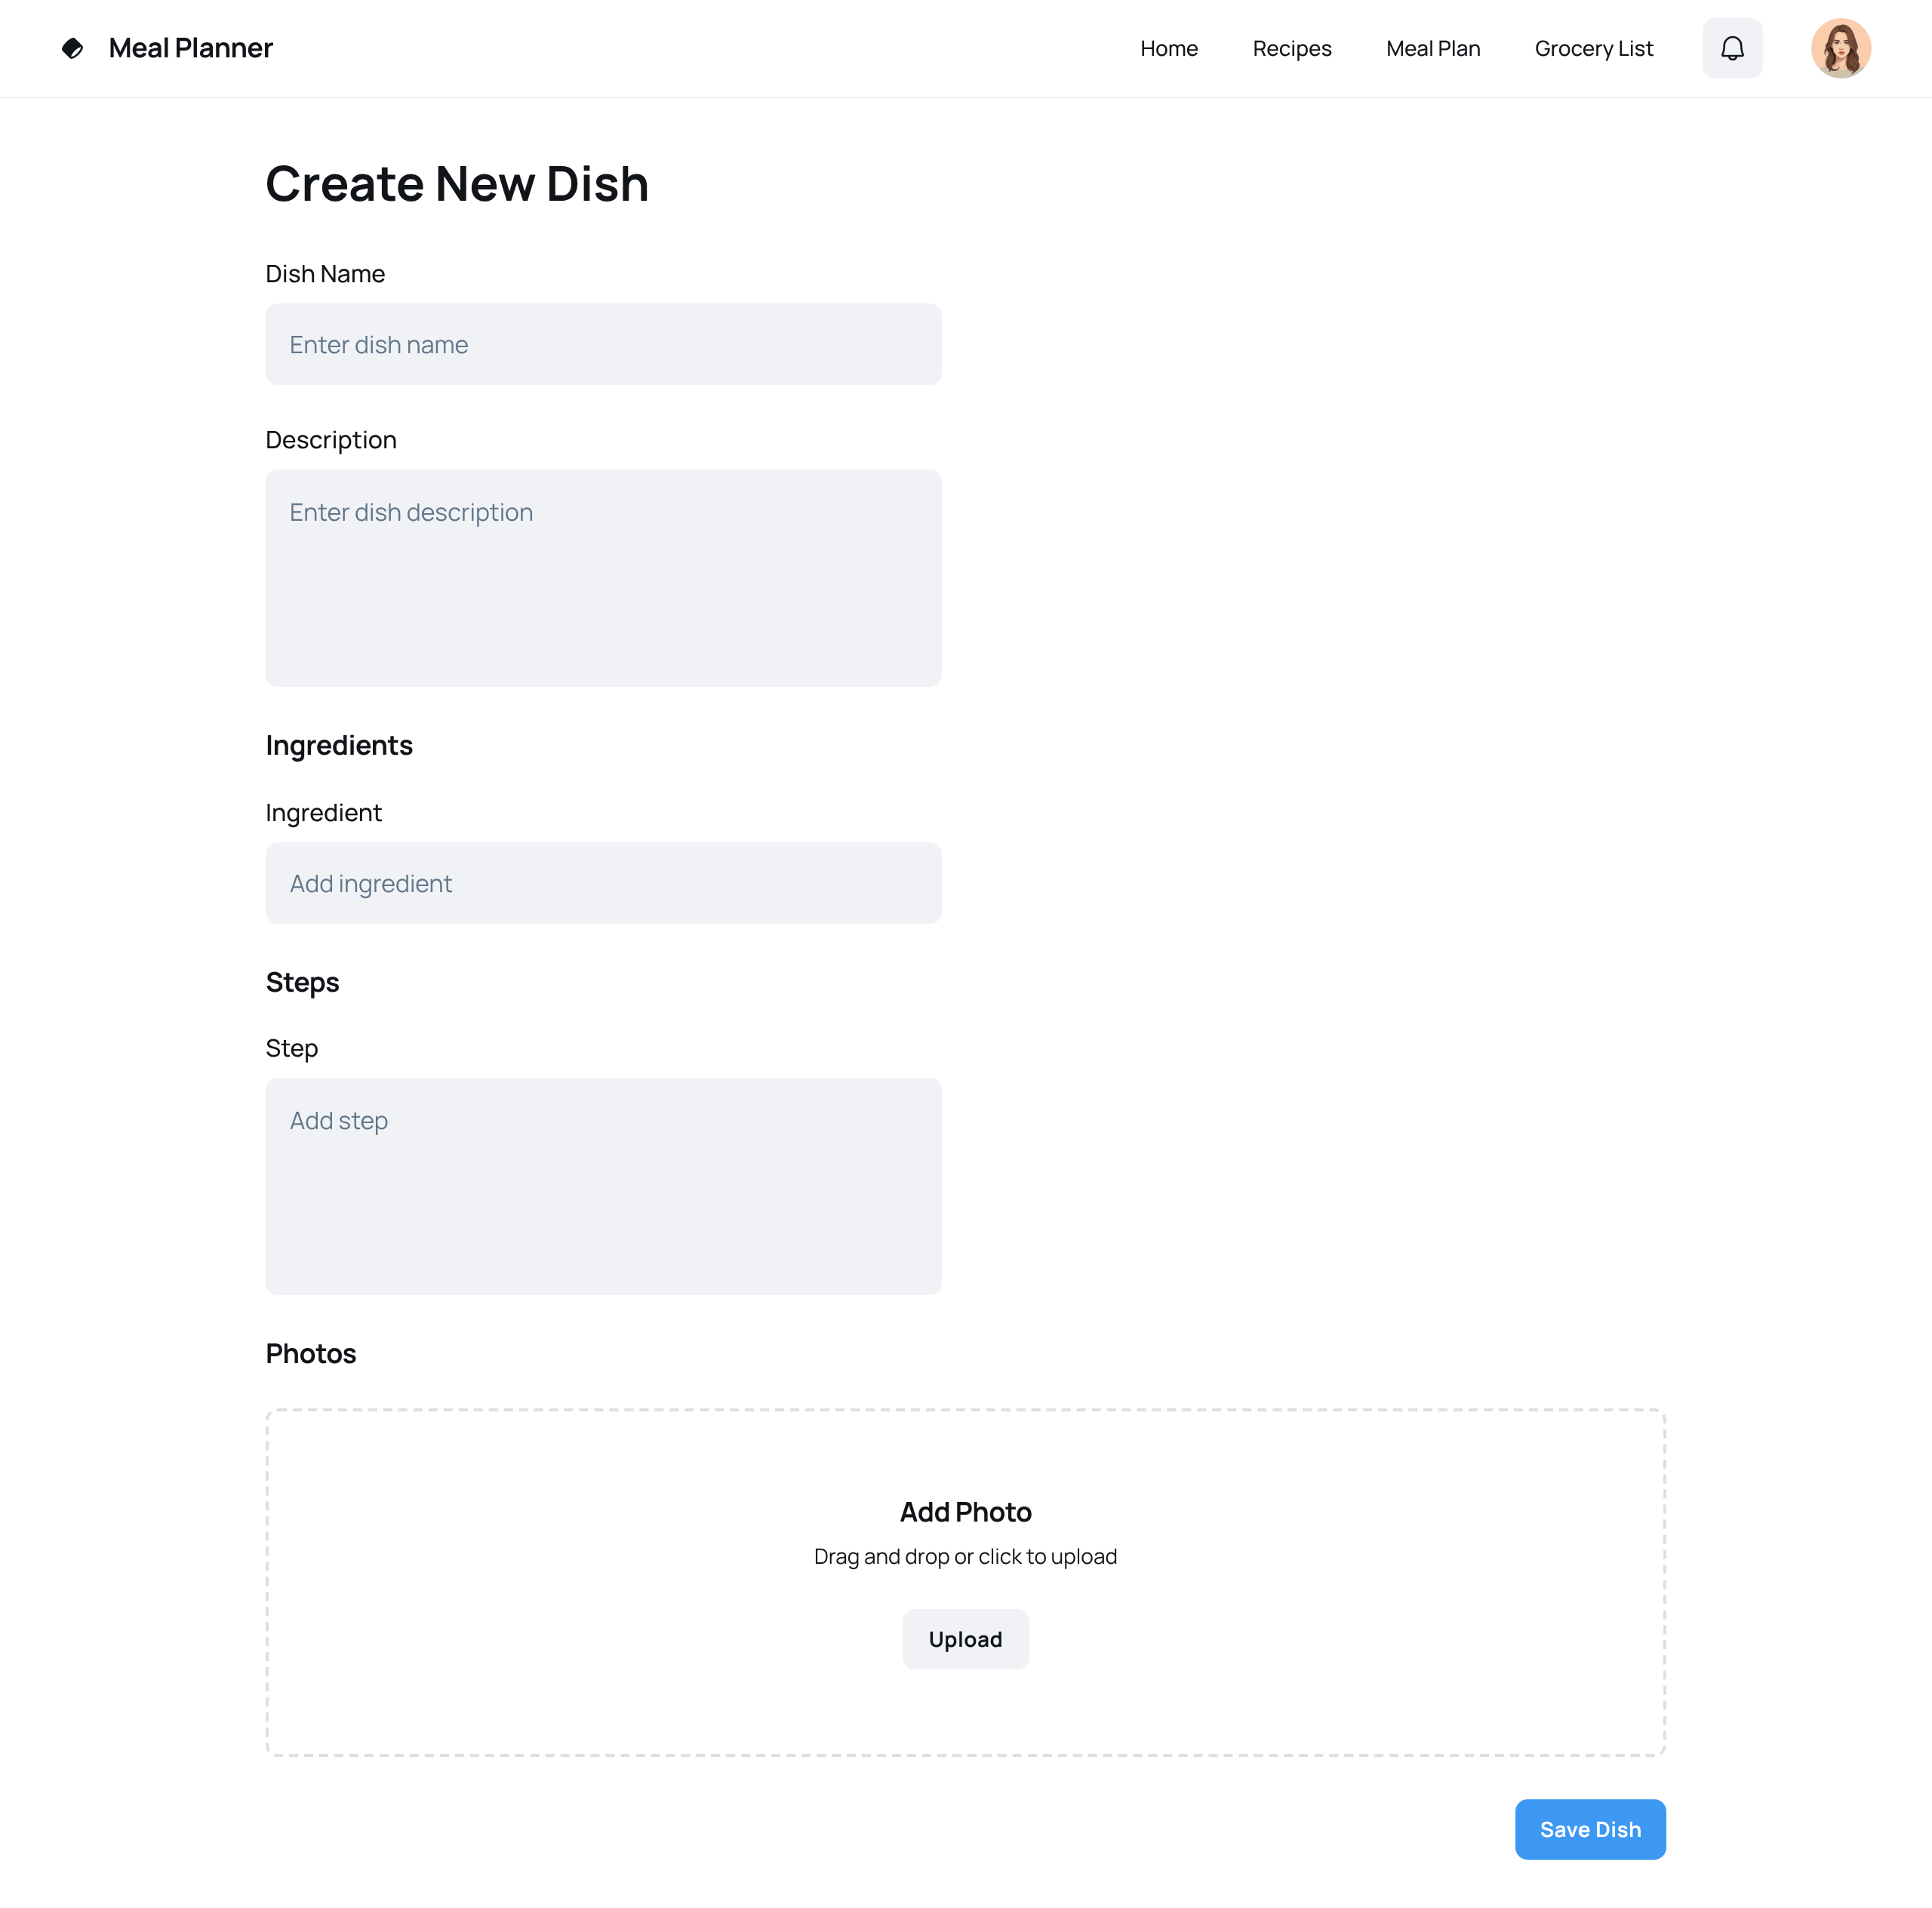 Meal Planner
Home
Recipes
Meal Plan
Grocery List
Create New Dish
Dish Name
Enter dish name
Description
Enter dish description
Ingredients
Ingredient
Add ingredient
Steps
Step
Add step
Photos
Add Photo
Drag and drop or click to upload
Upload
Save Dish